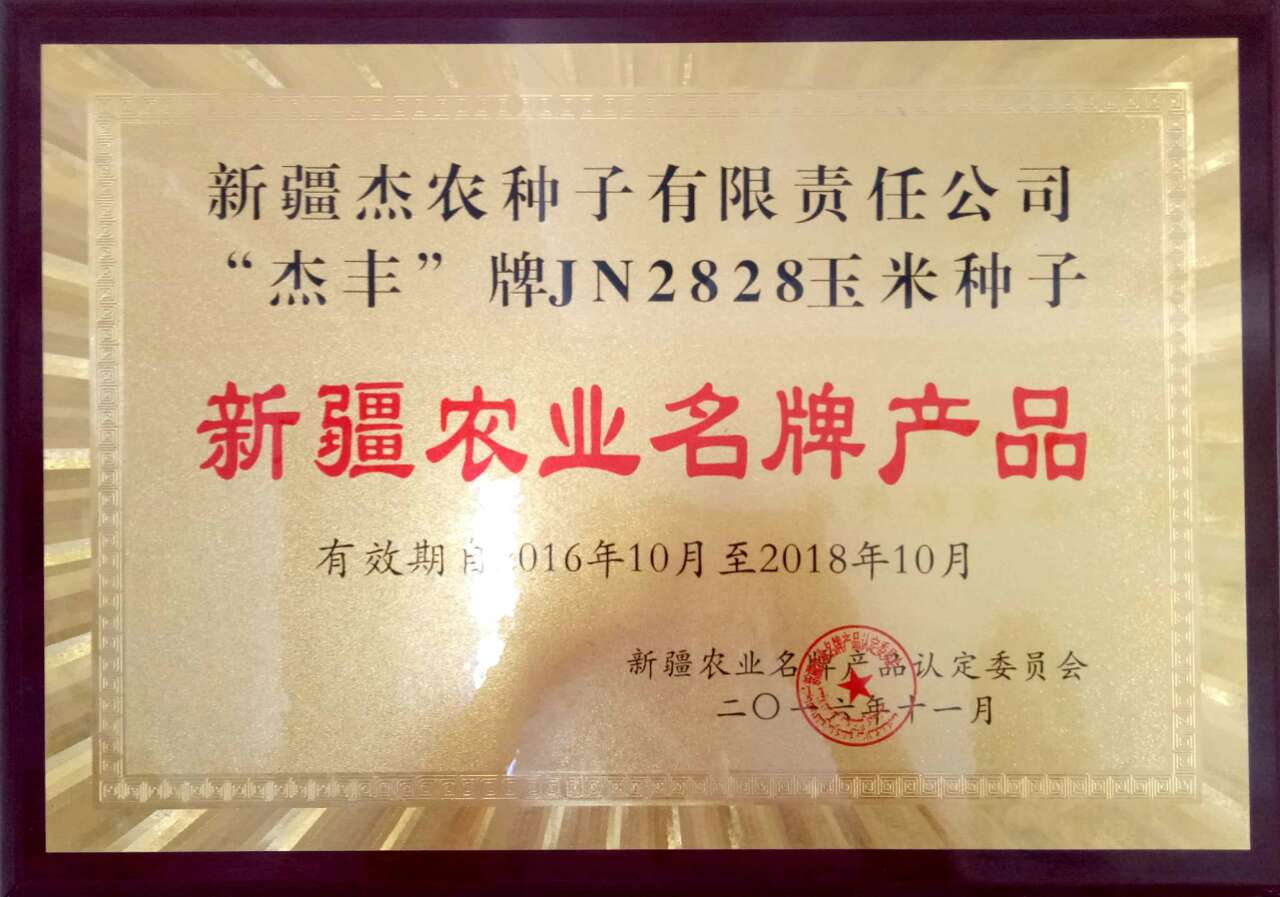 新疆杰农种子有限责任公司
“杰丰”牌JN2828玉米种子
新疆农业名牌产品
有效期自2016年10月至2018年10月
新疆农业名牌产品认定委员会
二〇一六年十一月